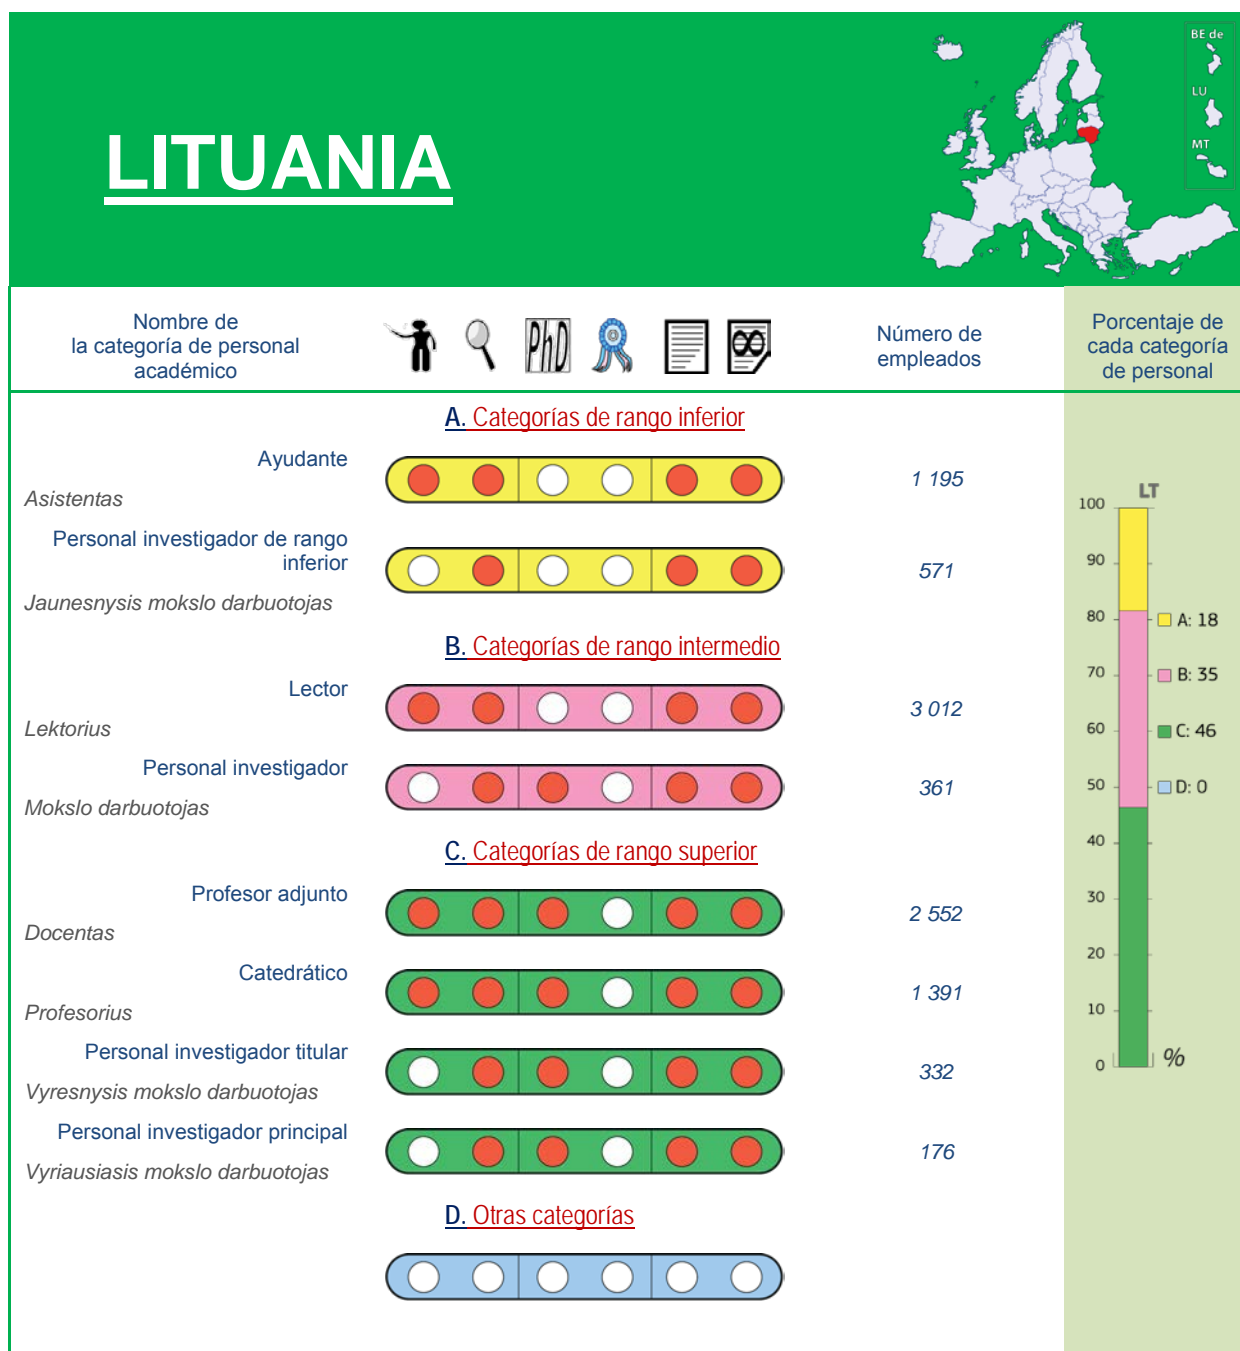 BE de
LU
MT
LITUANIA
Nombre de
la categoría de personal
académico
PhD
Número de
empleados
Porcentaje de
cada categoría
de personal
A. Categorías de rango inferior
Ayudante
Asistentas
1 195
Personal investigador de rango
inferior
Jaunesnysis mokslo darbuotojas
571
B. Categorías de rango intermedio
Lector
Lektorius
3 012
Personal investigador
Mokslo darbuotojas
361
C. Categorías de rango superior
Profesor adjunto
Docentas
2 552
Catedrático
Profesorius
1 391
Personal investigador titular
Vyresnysis mokslo darbuotojas
332
Personal investigador principal
Vyriausiasis mokslo darbuotojas
176
D. Otras categorías
LT
100
90
80
70
60
50
40
30
20
10
0
%
A: 18
B: 35
C: 46
D: 0